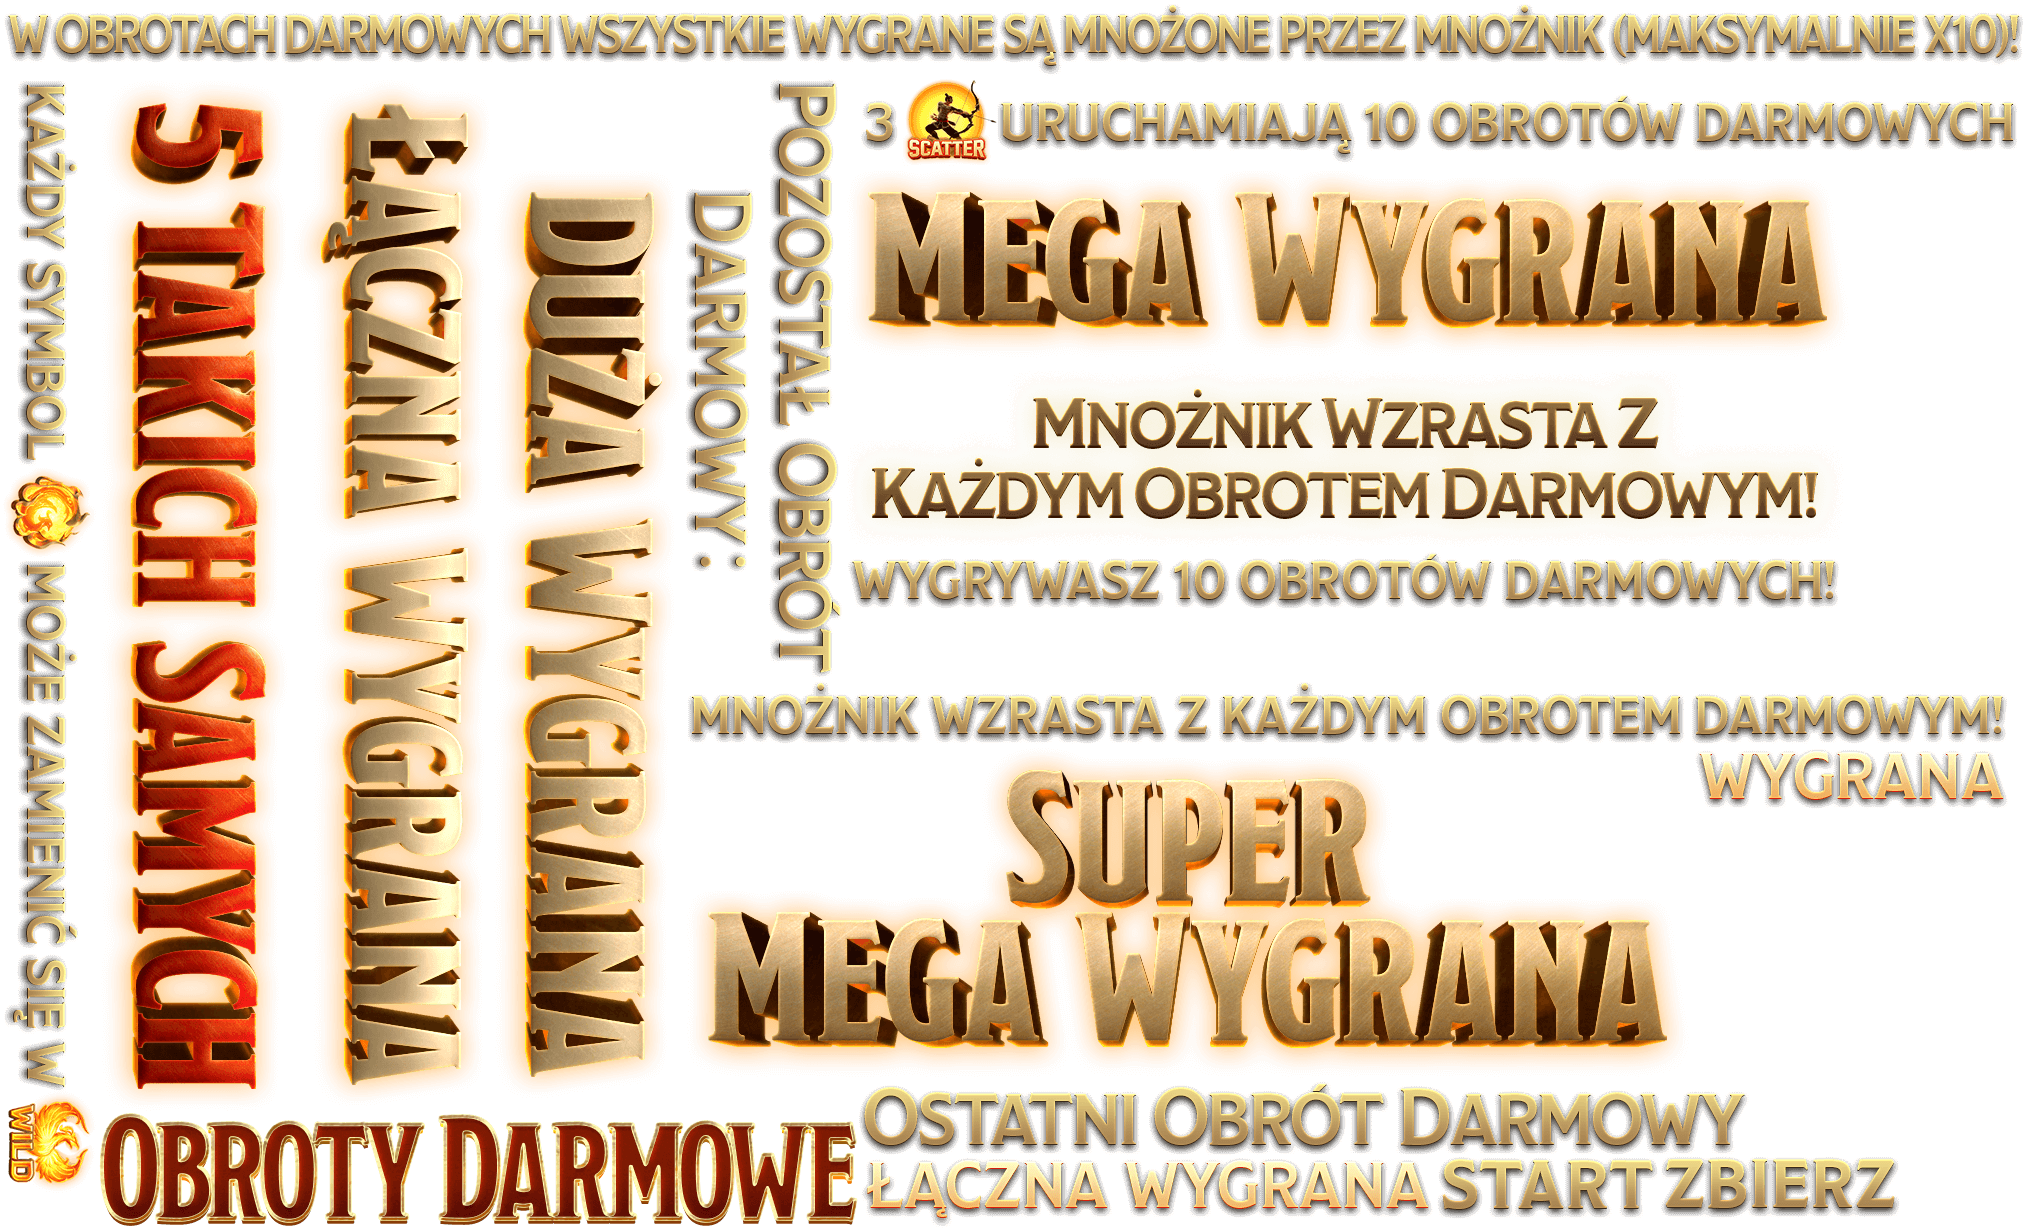 W OBROTACH DARMOWYCH WSZYSTKIE WYGRANE SĄ MNOŻONE PRZEZ MNOŻNIK (MAKSYMALNIE X10)!
KAŻDY SYMBOL MOŻE ZAMIENIĆ SIĘ W
WILD
5 TAKICH SAMYCH
ŁĄCZNA WYGRANA
DUŻA WYGRANA
POZOSTAŁ OBRÓT
DARMOWY:
3 SCATTER URUCHAMIAJĄ 10 OBROTÓW DARMOWYCH
MEGA WYGRANA
MNOŻNIK WZRASTA Z
KAŻDYM OBROTEM DARMOWYM!
WYGRYWASZ 10 OBROTÓW DARMOWYCH!
MNOŻNIK WZRASTA Z KAŻDYM OBROTEM DARMOWYM!
WYGRANA
SUPER
MEGA WYGRANA
OBROTY DARMOWE
OSTATNI OBRÓT DARMOWY
ŁĄCZNA WYGRANA
START
ZBIERZ